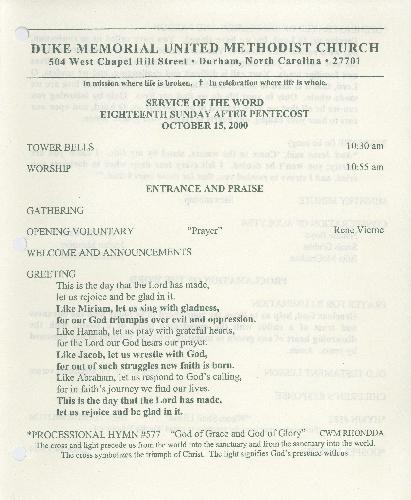 DUKE MEMORIAL UNITED METHODIST CHURCH
504 West Chapel Hill Street • Durham, North Carolina • 27701
In mission where life is broken, † In celebration where life is whole.
SERVICE OF THE WORD
EIGHTEENTH SUNDAY AFTER PENTECOST
OCTOBER 15, 2000
TOWER BELLS 10:30 am
WORSHIP 10:55 am
ENTRANCE AND PRAISE
GATHERING
OPENING VOLUNTARY "Prayer" Rene Vierne
WELCOME AND ANNOUNCEMENTS
GREETING
This is the day that the Lord has made,
let us rejoice and be glad in it.
Like Miriam, let us sing with gladness,
for our God triumphs over evil and oppression.
Like Hannah, let us pray with grateful hearts,
for the Lord our God hears our prayer.
Like Jacob, let us wrestle with God,
for out of such struggles new faith is born.
Like Abraham, let us respond to God's calling,
for in faith's journey we find our lives.
This is the day that the Lord has made,
let us rejoice and be glad in it.
*PROCESSIONAL HYMN #577 "God of Grace and God of Glory" CWM RHONDDA
The cross and light precede us from the world into the sanctuary and from the sanctuary into the world.
The cross symbolizes the triumph of Christ. The light signifies God's presence with us.